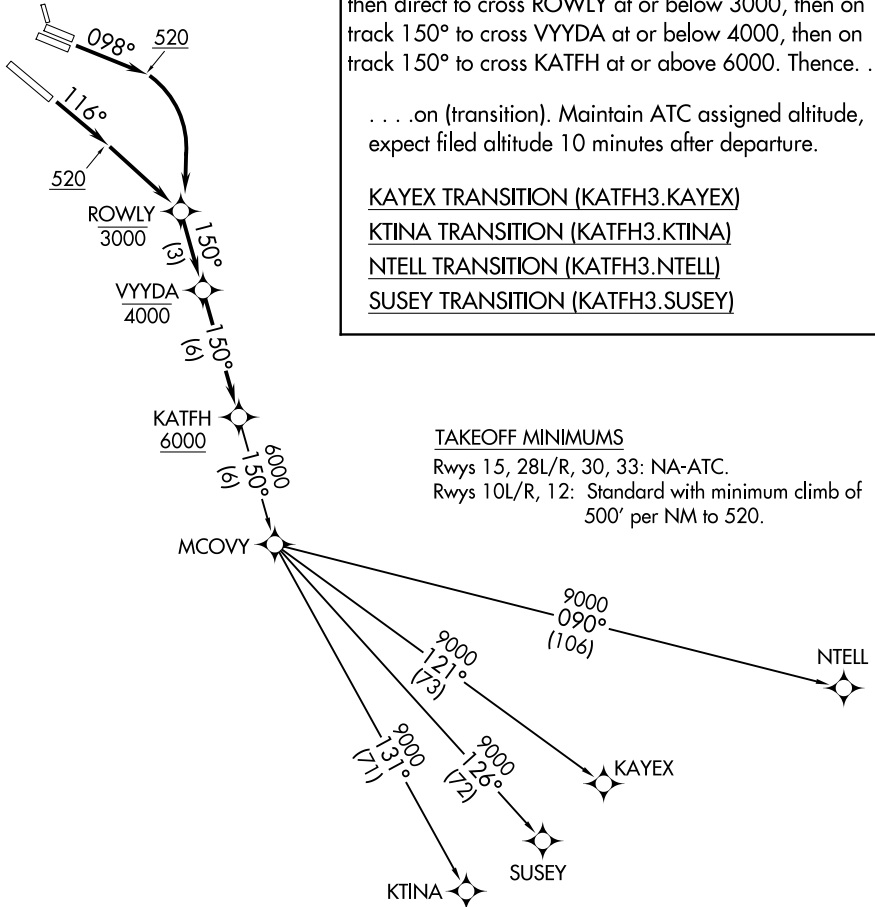 then direct to cross ROWLY at or below 3000, then on
track 150° to cross VYYDA at or below 4000, then on
track 150° to cross KATFH at or above 6000. Thence. .
. . . .on (transition). Maintain ATC assigned altitude,
expect filed altitude 10 minutes after departure.
KAYEX TRANSITION (KATFH3.KAYEX)
KTINA TRANSITION (KATFH3.KTINA)
NTELL TRANSITION (KATFH3.NTELL)
SUSEY TRANSITION (KATFH3.SUSEY)
098°
520
116°
520
ROWLY
3000
150°
(3)
VYYDA
4000
150°
(6)
KATFH
6000
6000
150°
(6)
MCOVY
TAKEOFF MINIMUMS
Rwys 15, 28L/R, 30, 33: NA-ATC.
Rwys 10L/R, 12: Standard with minimum climb of
500' per NM to 520.
9000
090°
(106)
NTELL
9000
121°
(73)
KAYEX
9000
126°
(72)
SUSEY
9000
131°
(71)
KTINA